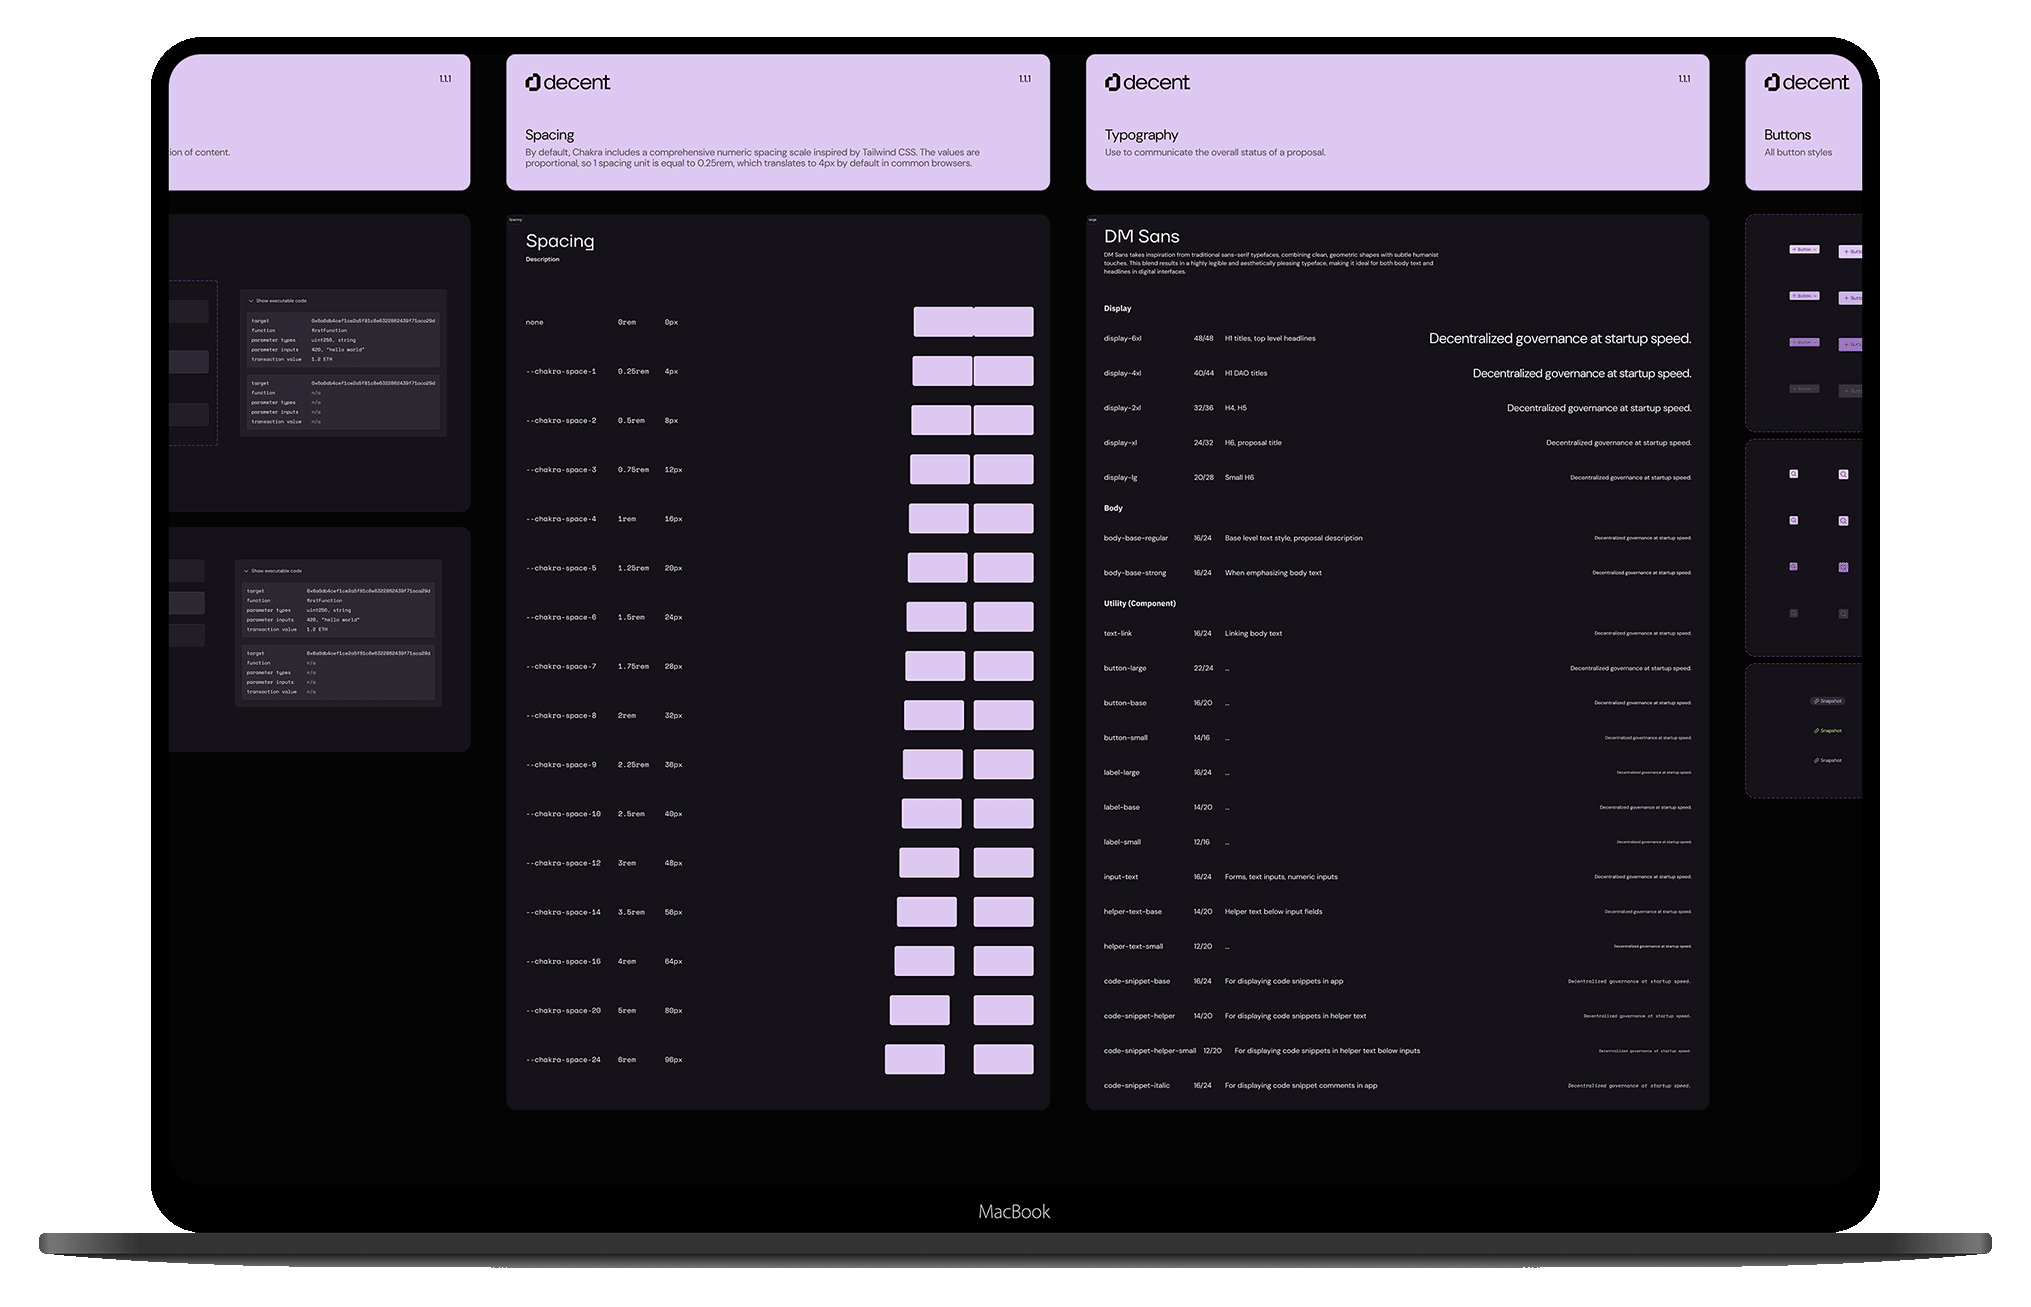 1.1.1
ion of content.
Show executable code
target 0x6a0db4cef1ce2a5f81c8e6322862439f71aca29d
function firstFunction
parameter types uint256, string
parameter inputs 420, "hello world"
transaction value 1.2 ETH
target 0x6a0db4cef1ce2a5f81c8e6322862439f71aca29d
function n/a
parameter types n/a
parameter inputs n/a
transaction value n/a
Show executable code
target 0x6a0db4cef1ce2a5f81c8e6322862439f71aca29d
function firstFunction
parameter types uint256, string
parameter inputs 420, "hello world"
transaction value 1.2 ETH
target 0x6a0db4cef1ce2a5f81c8e6322862439f71aca29d
function n/a
parameter types n/a
parameter inputs n/a
transaction value n/a
decent 1.1.1
Spacing
By default, Chakra includes a comprehensive numeric spacing scale inspired by Tailwind CSS. The values are
proportional, so 1 spacing unit is equal to 0.25rem, which translates to 4px by default in common browsers.
Spacing
Spacing
Description
none 0rem 0px
--chakra-space-1 0.25rem 4px
--chakra-space-2 0.5rem 8px
--chakra-space-3 0.75rem 12px
--chakra-space-4 1rem 16px
--chakra-space-5 1.25rem 20px
--chakra-space-6 1.5rem 24px
--chakra-space-7 1.75rem 28px
--chakra-space-8 2rem 32px
--chakra-space-9 2.25rem 36px
--chakra-space-10 2.5rem 40px
--chakra-space-12 3rem 48px
--chakra-space-14 3.5rem 56px
--chakra-space-16 4rem 64px
--chakra-space-20 5rem 80px
--chakra-space-24 6rem 96px
decent 1.1.1
Typography
Use to communicate the overall status of a proposal.
large
DM Sans
DM Sans takes inspiration from traditional sans-serif typefaces, combining clean, geometric shapes with subtle humanist
touches. This blend results in a highly legible and aesthetically pleasing typeface, making it ideal for both body text and
headlines in digital interfaces.
Display
display-6xl 48/48 H1 titles, top level headlines Decentralized governance at startup speed.
display-4xl 40/44 H1 DAO titles Decentralized governance at startup speed.
display-2xl 32/36 H4, H5 Decentralized governance at startup speed.
display-xl 24/32 H6, proposal title Decentralized governance at startup speed.
display-lg 20/28 Small H6 Decentralized governance at startup speed.
Body
body-base-regular 16/24 Base level text style, proposal description Decentralized governance at startup speed.
body-base-strong 16/24 When emphasizing body text Decentralized governance at startup speed.
Utility (Component)
text-link 16/24 Linking body text Decentralized governance at startup speed.
button-large 22/24 ... Decentralized governance at startup speed.
button-base 16/20 ... Decentralized governance at startup speed.
button-small 14/16 ... Decentralized governance at startup speed.
label-large 16/24 ... Decentralized governance at startup speed.
label-base 14/20 ... Decentralized governance at startup speed.
label-small 12/16 ... Decentralized governance at startup speed.
input-text 16/24 Forms, text inputs, numeric inputs Decentralized governance at startup speed.
helper-text-base 14/20 Helper text below input fields Decentralized governance at startup speed.
helper-text-small 12/20 ... Decentralized governance at startup speed.
code-snippet-base 16/24 For displaying code snippets in app Decentralized governance at startup speed.
code-snippet-helper 14/20 For displaying code snippets in helper text Decentralized governance at startup speed.
code-snippet-helper-small 12/20 For displaying code snippets in helper text below inputs Decentralized governance at startup speed.
code-snippet-italic 16/24 For displaying code snippet comments in app Decentralized governance at startup speed.
decent
Buttons
All button styles
+ Button + Butto
+ Button + Butto
+ Button + Butto
+ Button + Butto
Snapshot
Snapshot
Snapshot
MacBook